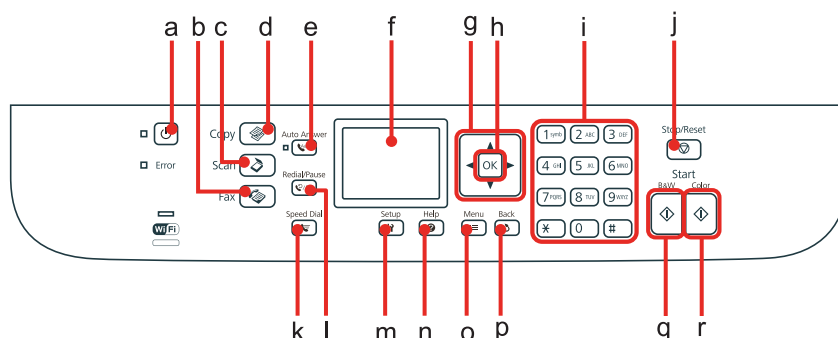 a b c d e f g h i j
Copy
Auto Answer
Error
Scan
Redial/Pause
Fax
WiFi
Speed Dial
Setup
Help
Menu
Back
OK
1 symb 2 ABC 3 DEF
4 GHI 5 JKL 6 MNO
7 PQRS 8 TUV 9 WXYZ
* 0 #
Stop/Reset
Start
B&W Color
k l m n o p q r